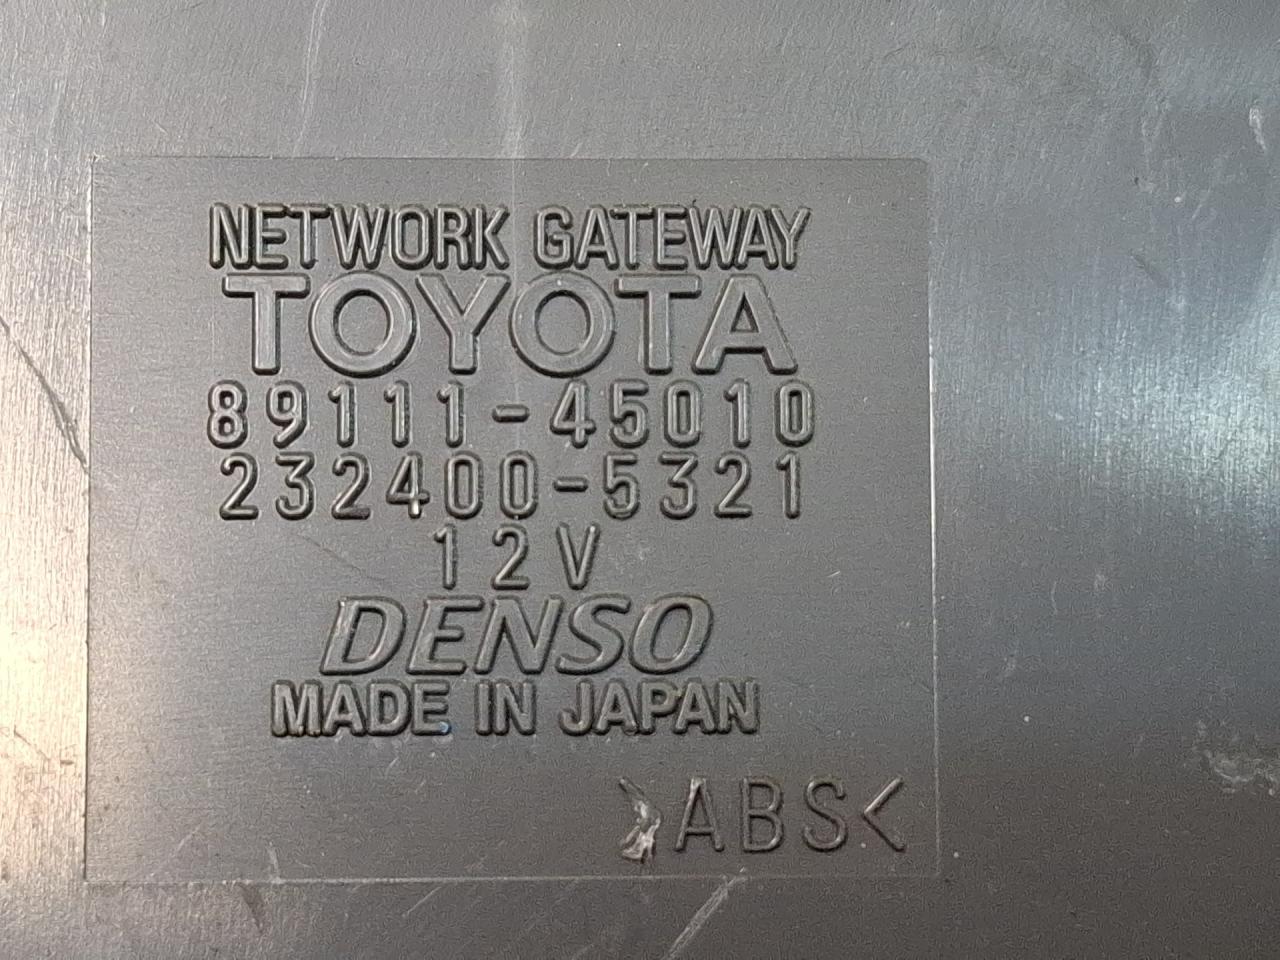 NETWORK GATEWAY
TOYOTA
89111-45010
232400-5321
12V
DENSO
MADE IN JAPAN
>ABS<